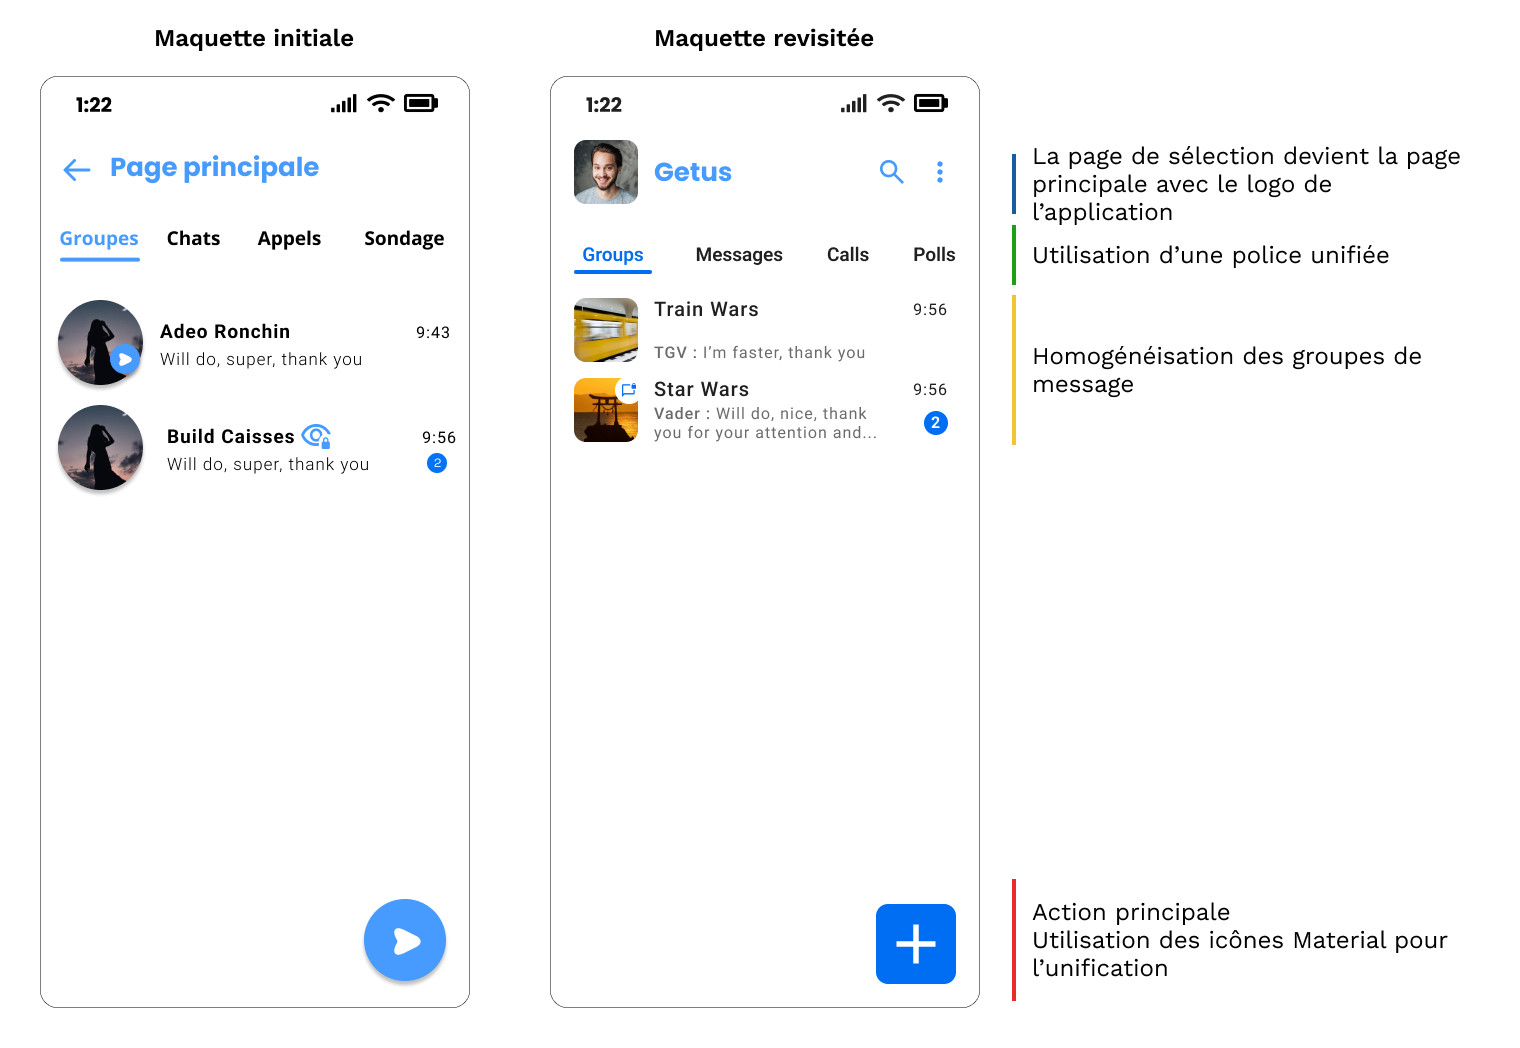 Maquette initiale
1:22
Page principale
Groupes Chats Appels Sondage
Adeo Ronchin 9:43
Will do, super, thank you
Build Caisses 9:56
Will do, super, thank you 2
Maquette revisitée
1:22
Getus
Groups Messages Calls Polls
Train Wars 9:56
TGV : I’m faster, thank you
Star Wars 9:56
Vader : Will do, nice, thank
you for your attention and...
2
La page de sélection devient la page
principale avec le logo de
l’application
Utilisation d’une police unifiée
Homogénéisation des groupes de
message
Action principale
Utilisation des icônes Material pour
l’unification